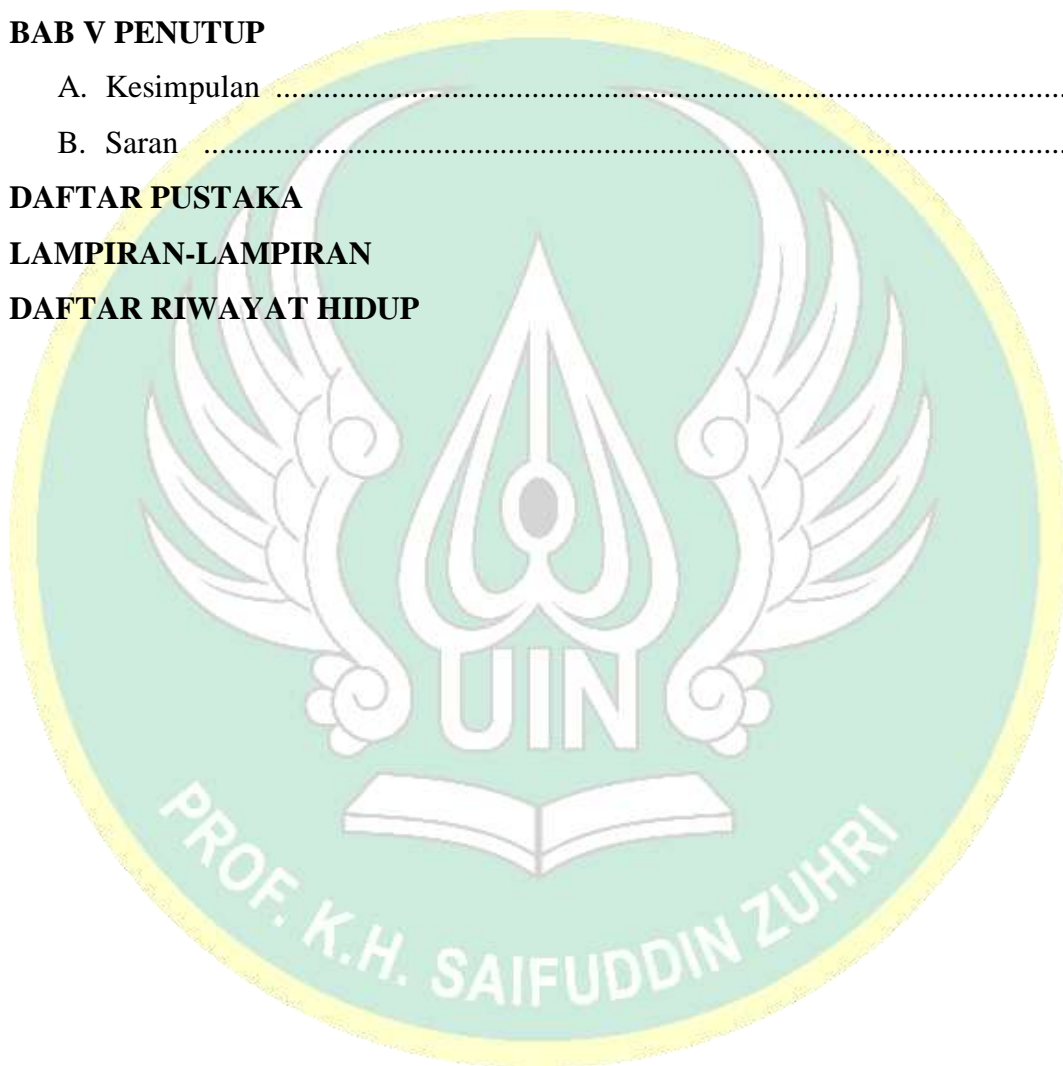 BAB V PENUTUP
A. Kesimpulan ....................................................................................................
B. Saran ....................................................................................................
DAFTAR PUSTAKA
LAMPIRAN-LAMPIRAN
DAFTAR RIWAYAT HIDUP
UIN
PROF. K.H. SAIFUDDIN ZUHRI